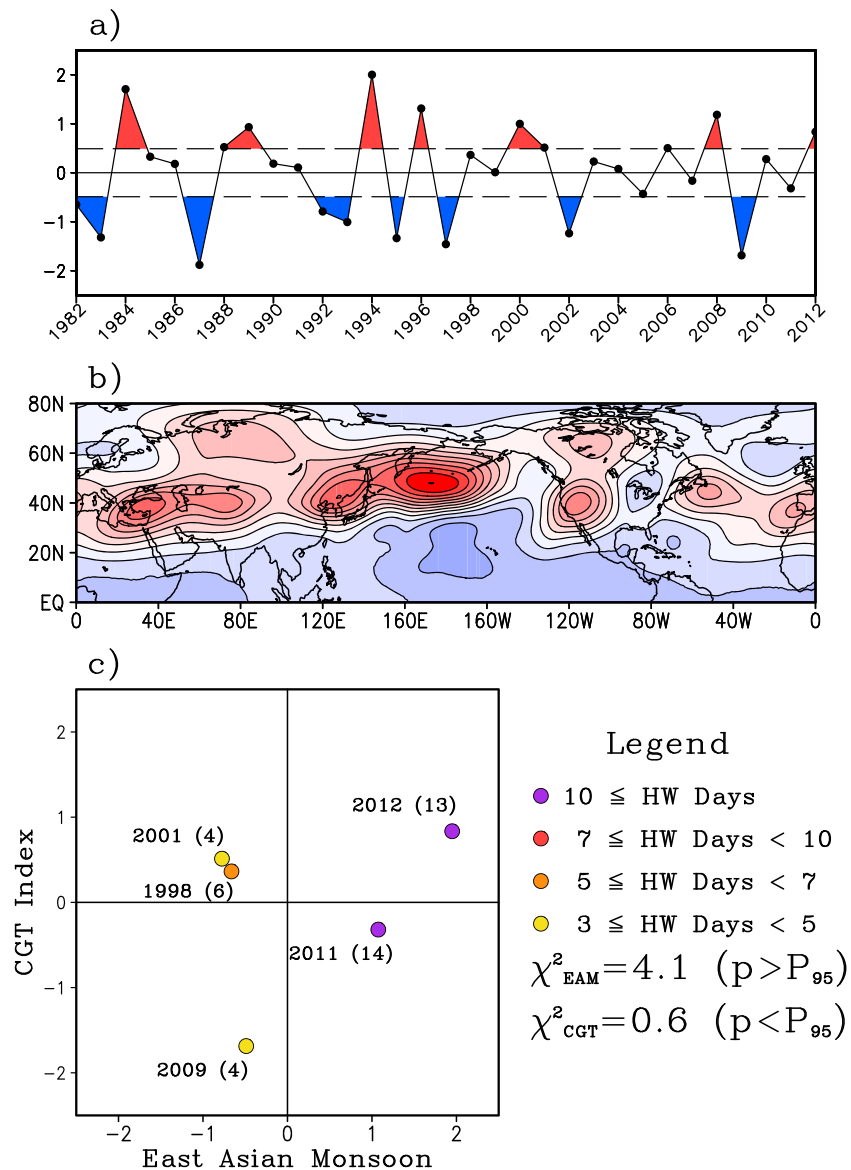 a)
2
1
0
-1
-2
1982 1984 1986 1988 1990 1992 1994 1996 1998 2000 2002 2004 2006 2008 2010 2012
b)
80N
60N
40N
20N
EQ
0 40E 80E 120E 160E 160W 120W 80W 40W 0
c)
CGT Index
2
1
0
-1
-2
2012 (13)
2001 (4)
1998 (6)
2011 (14)
2009 (4)
-2 -1 0 1 2
East Asian Monsoon
Legend
10 ≦ HW Days
7 ≦ HW Days < 10
5 ≦ HW Days < 7
3 ≦ HW Days < 5
χ²EAM=4.1 (p>P95)
χ²CGT=0.6 (p<P95)